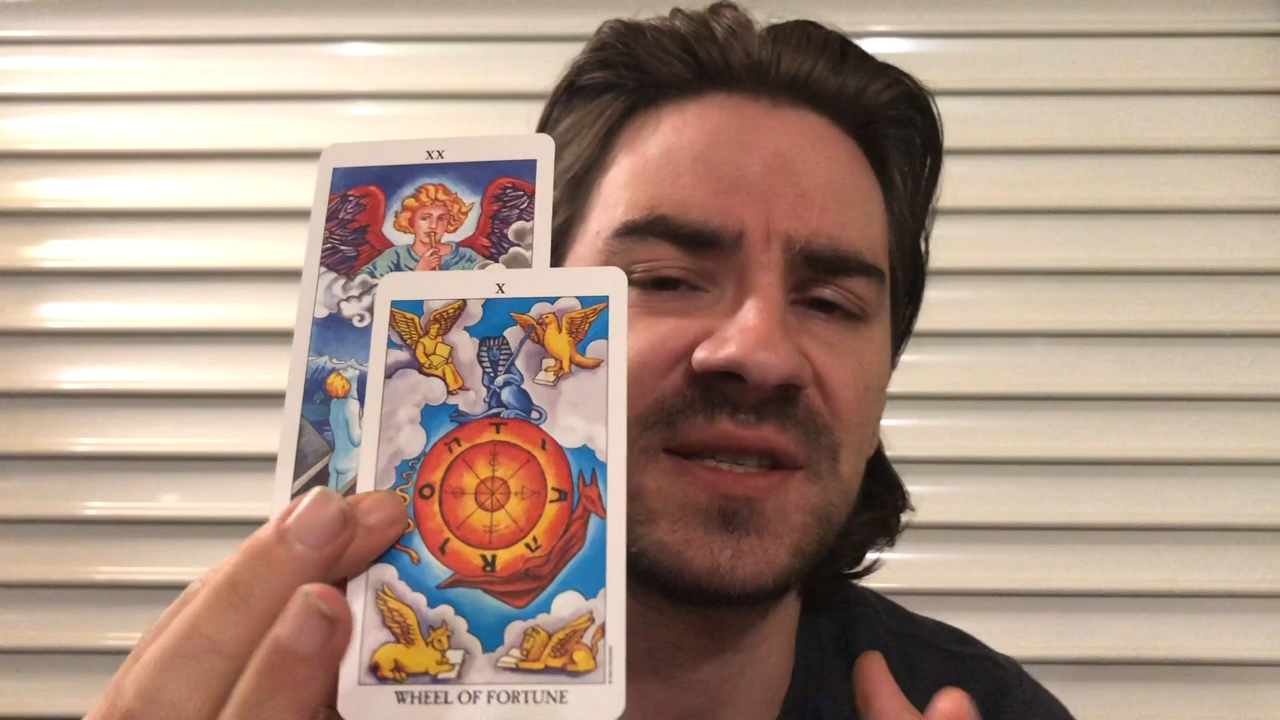 XX
X
T י A ה R ו O ה
WHEEL OF FORTUNE